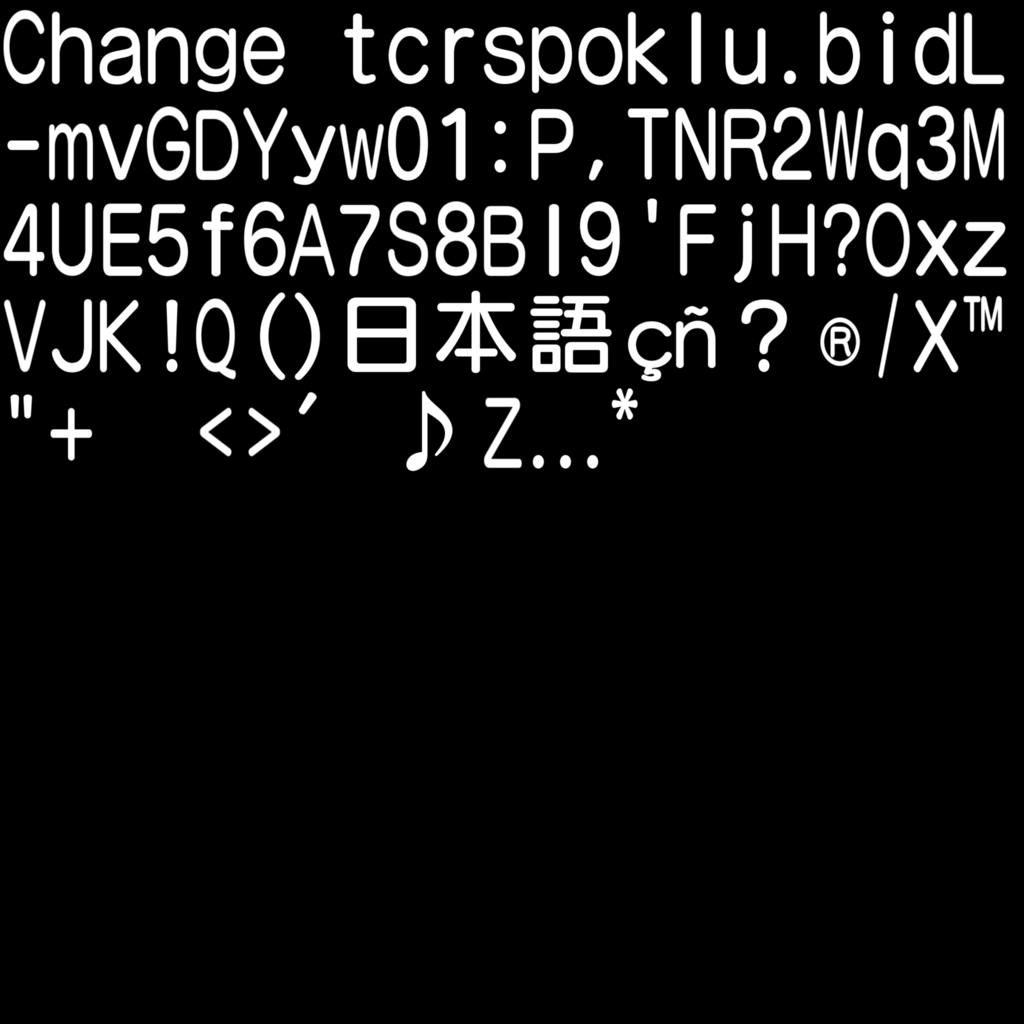 Change tcrspoklu.bidL
-mvGDYyw01:P,TNR2Wq3M
4UE5f6A7S8BI9'FjH?Oxz
VJK!Q()日本語çñ？®/X™
"+ <>′ ♪Z…*